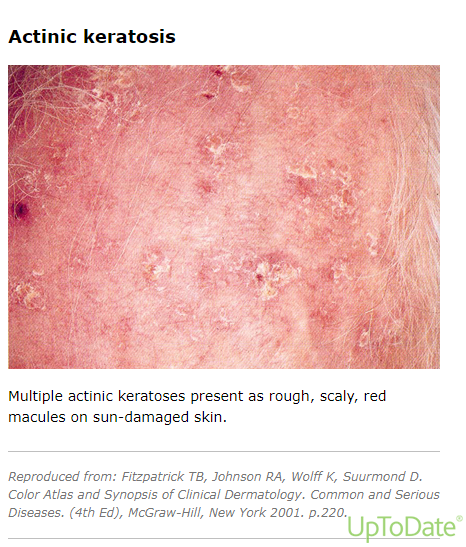 Actinic keratosis
Multiple actinic keratoses present as rough, scaly, red
macules on sun-damaged skin.
Reproduced from: Fitzpatrick TB, Johnson RA, Wolff K, Suurmond D.
Color Atlas and Synopsis of Clinical Dermatology. Common and Serious
Diseases. (4th Ed), McGraw-Hill, New York 2001. p.220.
UpToDate®